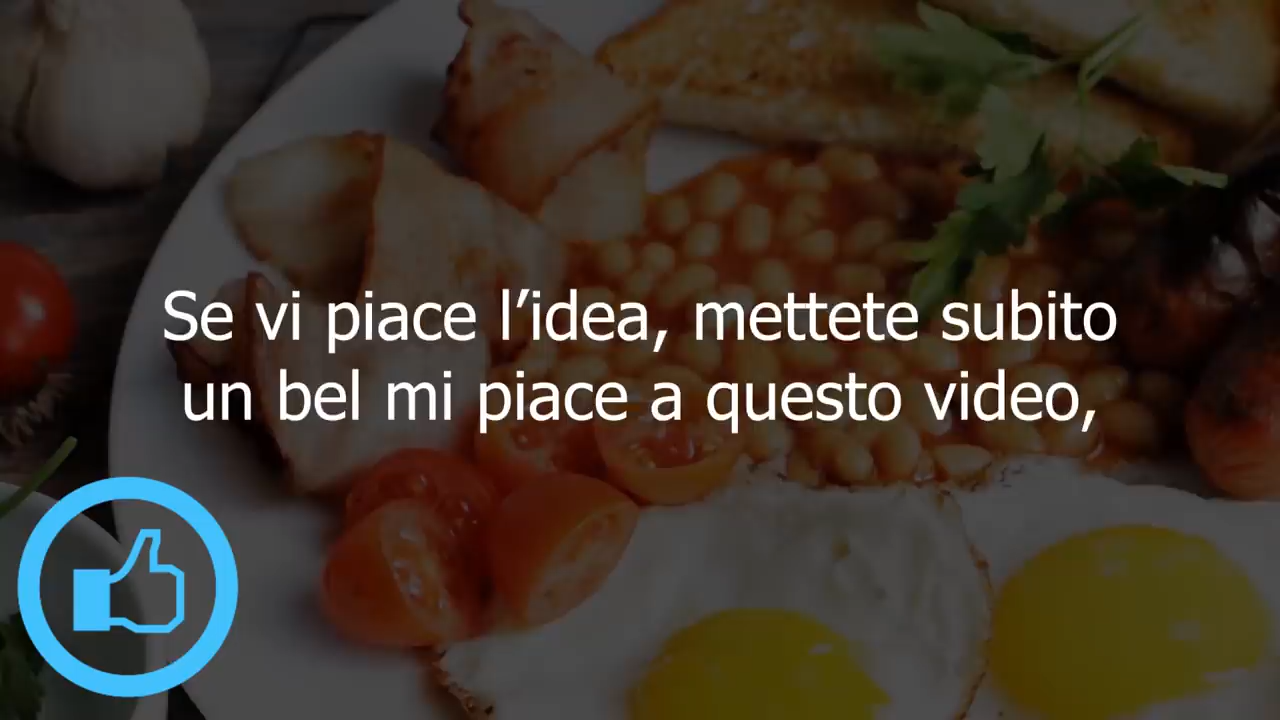 Se vi piace l’idea, mettete subito
un bel mi piace a questo video,